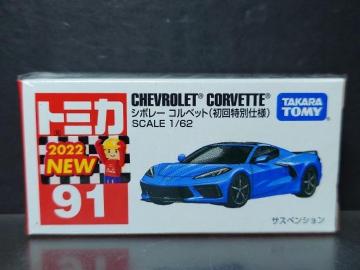 トミカ
2022
NEW
91
CHEVROLET® CORVETTE®
シボレー コルベット(初回特別仕様)
SCALE 1/62
TAKARA
TOMY
サスペンション